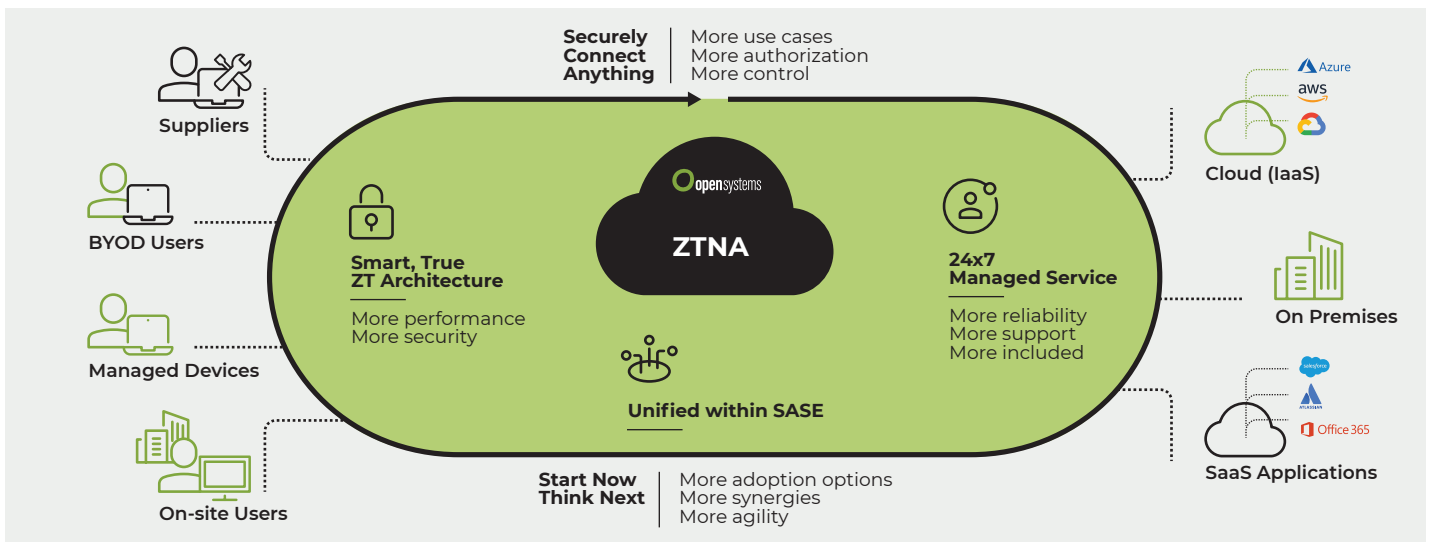 Securely
Connect
Anything
More use cases
More authorization
More control
Suppliers
BYOD Users
Managed Devices
On-site Users
opensystems
ZTNA
Smart, True
ZT Architecture
More performance
More security
24x7
Managed Service
More reliability
More support
More included
Unified within SASE
Start Now
Think Next
More adoption options
More synergies
More agility
Azure
aws
Cloud (IaaS)
On Premises
salesforce
ATLASSIAN
Office 365
SaaS Applications